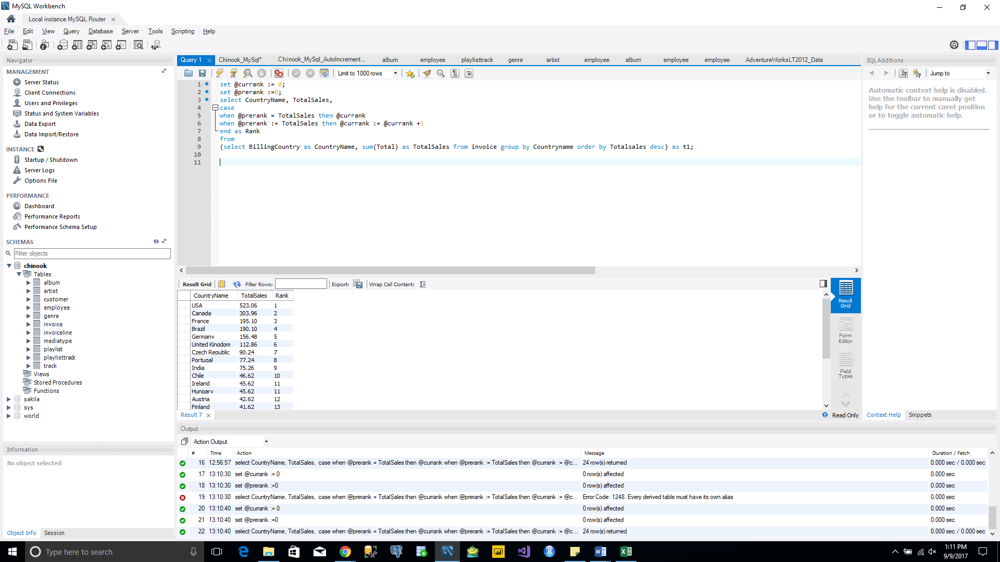 MySQL Workbench
Local instance MySQL Router
File Edit View Query Database Server Tools Scripting Help
Navigator
MANAGEMENT
Server Status
Client Connections
Users and Privileges
Status and System Variables
Data Export
Data Import/Restore
INSTANCE
Startup / Shutdown
Server Logs
Options File
PERFORMANCE
Dashboard
Performance Reports
Performance Schema Setup
SCHEMAS
Filter objects
chinook
Tables
album
artist
customer
employee
genre
invoice
invoiceline
mediatype
playlist
playlisttrack
track
Views
Stored Procedures
Functions
sakila
sys
world
Information
No object selected
Object Info Session
Query 1 Chinook_MySql* Chinook_MySql_AutoIncrement... album employee playlisttrack genre artist employee album employee employee AdventureWorksLT2012_Data
Limit to 1000 rows
1 set @currank := 0;
2 set @prerank :=0;
3 select CountryName, TotalSales,
4 case
5 when @prerank = TotalSales then @currank
6 when @prerank := TotalSales then @currank := @currank +1
7 end as Rank
8 from
9 (select BillingCountry as CountryName, sum(Total) as TotalSales from invoice group by Countryname order by Totalsales desc) as t1;
10
11
Result Grid Filter Rows: Export: Wrap Cell Content:
CountryName TotalSales Rank
USA 523.06 1
Canada 303.96 2
France 195.10 3
Brazil 190.10 4
Germany 156.48 5
United Kingdom 112.86 6
Czech Republic 90.24 7
Portugal 77.24 8
India 75.26 9
Chile 46.62 10
Ireland 45.62 11
Hungary 45.62 11
Austria 42.62 12
Finland 41.62 13
Result Grid
Form Editor
Field Types
Result 7
Read Only
SQLAdditions
Jump to
Automatic context help is disabled.
Use the toolbar to manually get
help for the current caret position
or to toggle automatic help.
Context Help Snippets
Output
Action Output
# Time Action Message Duration / Fetch
16 12:56:57 select CountryName, TotalSales, case when @prerank = TotalSales then @currank when @prerank := TotalSales then @currank := @c... 24 row(s) returned 0.000 sec / 0.000 sec
17 13:10:30 set @currank := 0 0 row(s) affected 0.000 sec
18 13:10:30 set @prerank :=0 0 row(s) affected 0.000 sec
19 13:10:30 select CountryName, TotalSales, case when @prerank = TotalSales then @currank when @prerank := TotalSales then @currank := @c... Error Code: 1248. Every derived table must have its own alias 0.000 sec
20 13:10:40 set @currank := 0 0 row(s) affected 0.000 sec
21 13:10:40 set @prerank :=0 0 row(s) affected 0.000 sec
22 13:10:40 select CountryName, TotalSales, case when @prerank = TotalSales then @currank when @prerank := TotalSales then @currank := @c... 24 row(s) returned 0.000 sec / 0.000 sec
Type here to search
1:11 PM
9/9/2017